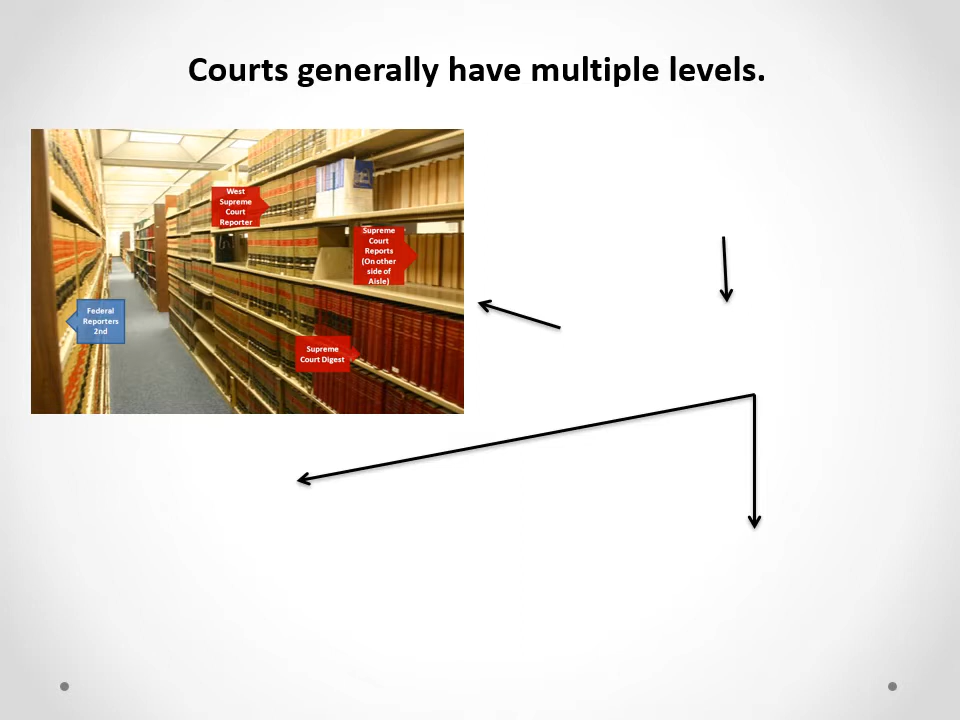 Courts generally have multiple levels.
West
Supreme
Court
Reporter
Supreme
Court
Reports
(On other
side of
Aisle)
Federal
Reporters
2nd
Supreme
Court Digest